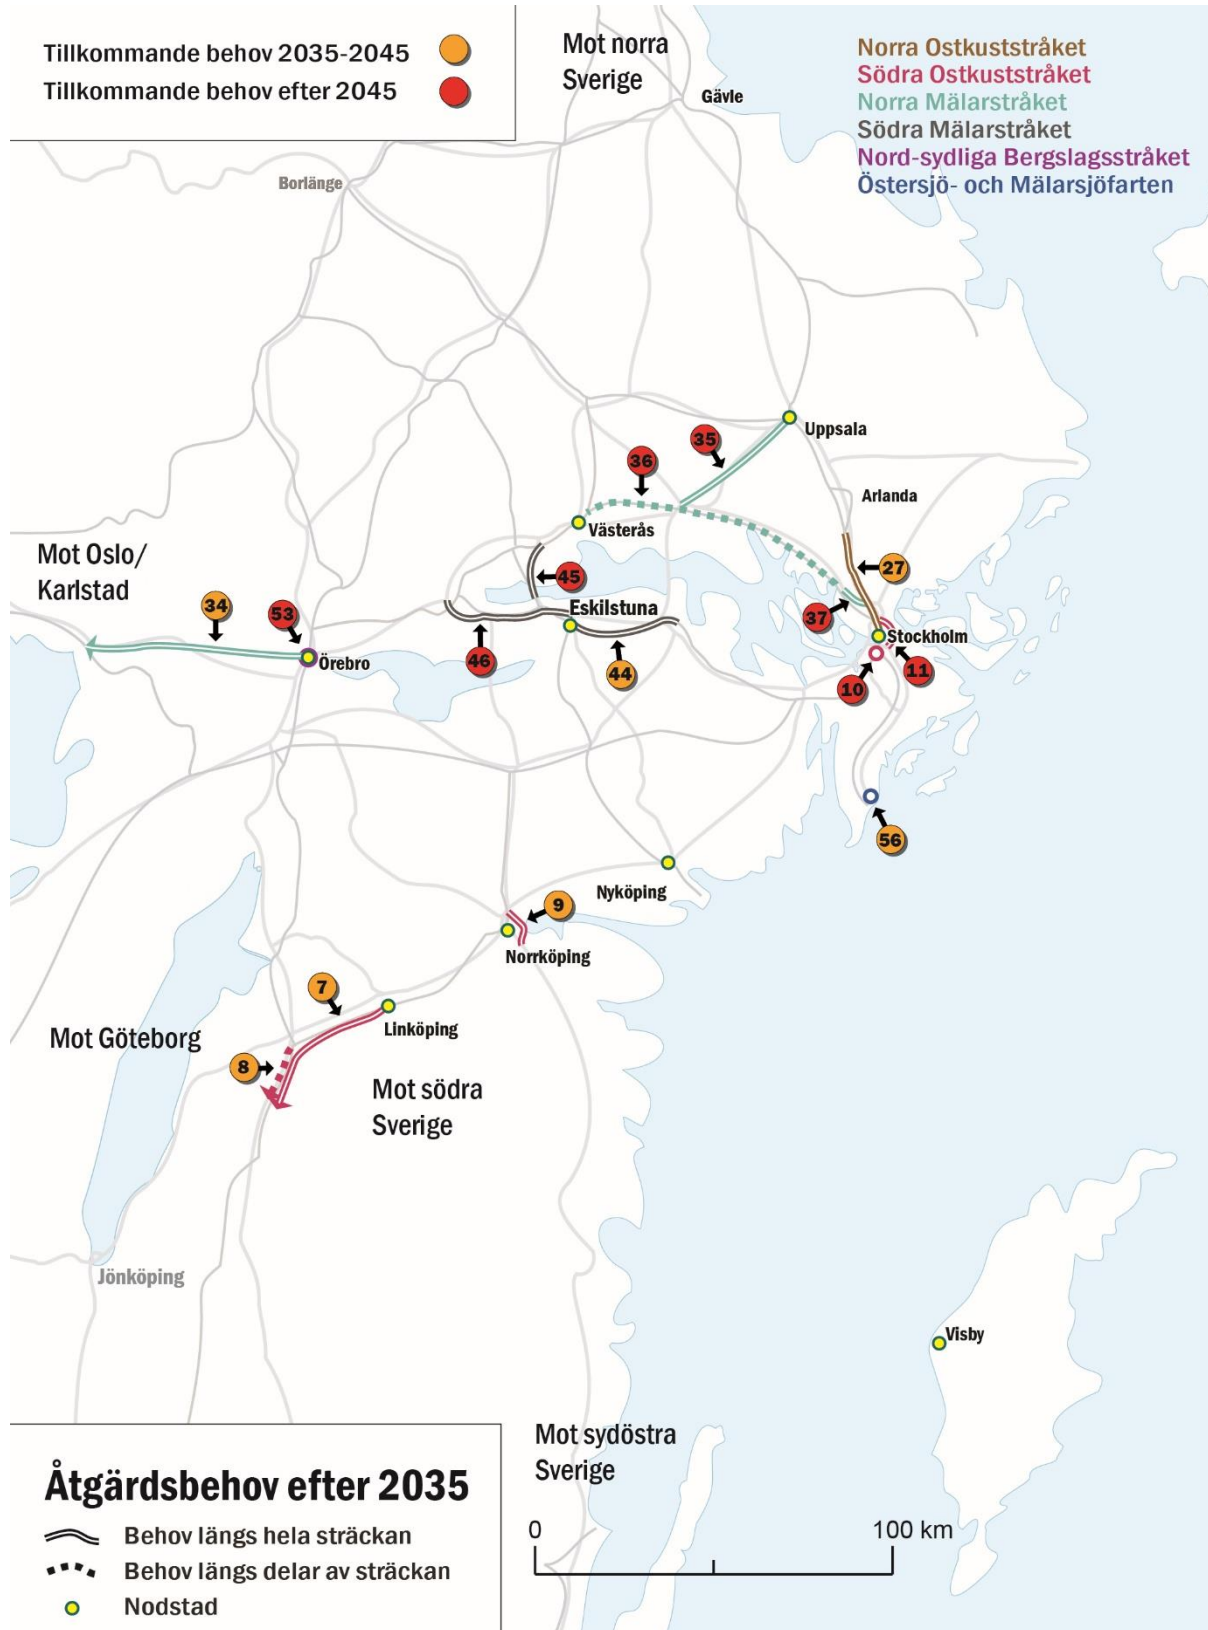 Tillkommande behov 2035-2045
Tillkommande behov efter 2045
Mot norra
Sverige
Norra Ostkuststråket
Södra Ostkuststråket
Norra Mälarstråket
Södra Mälarstråket
Nord-sydliga Bergslagsstråket
Östersjö- och Mälarsjöfarten
Gävle
Borlänge
Uppsala
35
36
Arlanda
Västerås
Mot Oslo/
Karlstad
27
45
34
53
Eskilstuna
37
Stockholm
Örebro
46
44
11
10
56
Nyköping
9
Norrköping
7
Linköping
Mot Göteborg
8
Mot södra
Sverige
Jönköping
Visby
Mot sydöstra
Sverige
Åtgärdsbehov efter 2035
Behov längs hela sträckan
Behov längs delar av sträckan
Nodstad
0
100 km